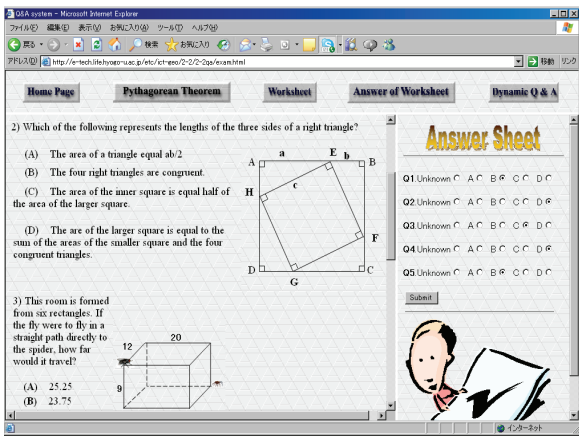 Q&A system - Microsoft Internet Explorer
ファイル(F) 編集(E) 表示(V) お気に入り(A) ツール(T) ヘルプ(H)
戻る 検索 お気に入り
アドレス(D) http://e-tech.life.hyogo-u.ac.jp/etc/ict-geo/2-2/2-2qa/exam.html 移動 リンク
Home Page Pythagorean Theorem Worksheet Answer of Worksheet Dynamic Q & A
2) Which of the following represents the lengths of the three sides of a right triangle?
(A) The area of a triangle equal ab/2
(B) The four right triangles are congruent.
(C) The area of the inner square is equal half of
the area of the larger square.
(D) The are of the larger square is equal to the
sum of the areas of the smaller square and the four
congruent triangles.
A a E b B
H c
F
D C
G
3) This room is formed
from six rectangles. If
the fly were to fly in a
straight path directly to
the spider, how far
would it travel?
(A) 25.25
(B) 23.75
12 20
9
Answer Sheet
Q1.Unknown A B C D
Q2.Unknown A B C D
Q3.Unknown A B C D
Q4.Unknown A B C D
Q5.Unknown A B C D
Submit
インターネット